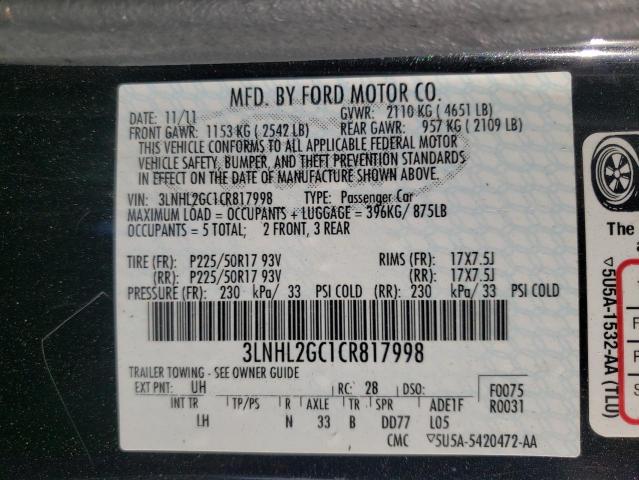 MFD. BY FORD MOTOR CO.
DATE: 11/11 GVWR: 2110 KG ( 4651 LB)
FRONT GAWR: 1153 KG ( 2542 LB) REAR GAWR: 957 KG ( 2109 LB)
THIS VEHICLE CONFORMS TO ALL APPLICABLE FEDERAL MOTOR
VEHICLE SAFETY, BUMPER, AND THEFT PREVENTION STANDARDS
IN EFFECT ON THE DATE OF MANUFACTURE SHOWN ABOVE.
VIN: 3LNHL2GC1CR817998 TYPE: Passenger Car
MAXIMUM LOAD = OCCUPANTS + LUGGAGE = 396KG/ 875LB
OCCUPANTS = 5 TOTAL: 2 FRONT, 3 REAR
TIRE (FR): P225/50R17 93V RIMS (FR): 17X7.5J
(RR): P225/50R17 93V (RR): 17X7.5J
PRESSURE (FR): 230 kPa/ 33 PSI COLD (RR): 230 kPa/ 33 PSI COLD
3LNHL2GC1CR817998
TRAILER TOWING - SEE OWNER GUIDE
EXT PNT: UH RC: 28 DSO: F0075
INT TR TP/PS R AXLE TR SPR ADE1F R0031
LH N 33 B DD77 L05
CMC ▽5U5A-5420472-AA
The
▽5U5A-1532-AA (TLU)